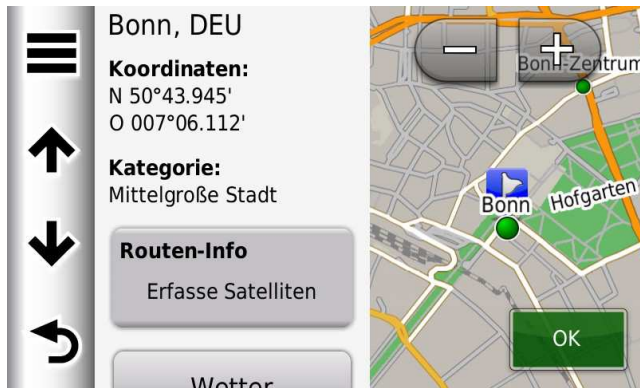 Bonn, DEU
Koordinaten:
N 50°43.945'
O 007°06.112'
Kategorie:
Mittelgroße Stadt
Routen-Info
Erfasse Satelliten
Wetter
Bonn-Zentrum
Bonn
Hofgarten
OK